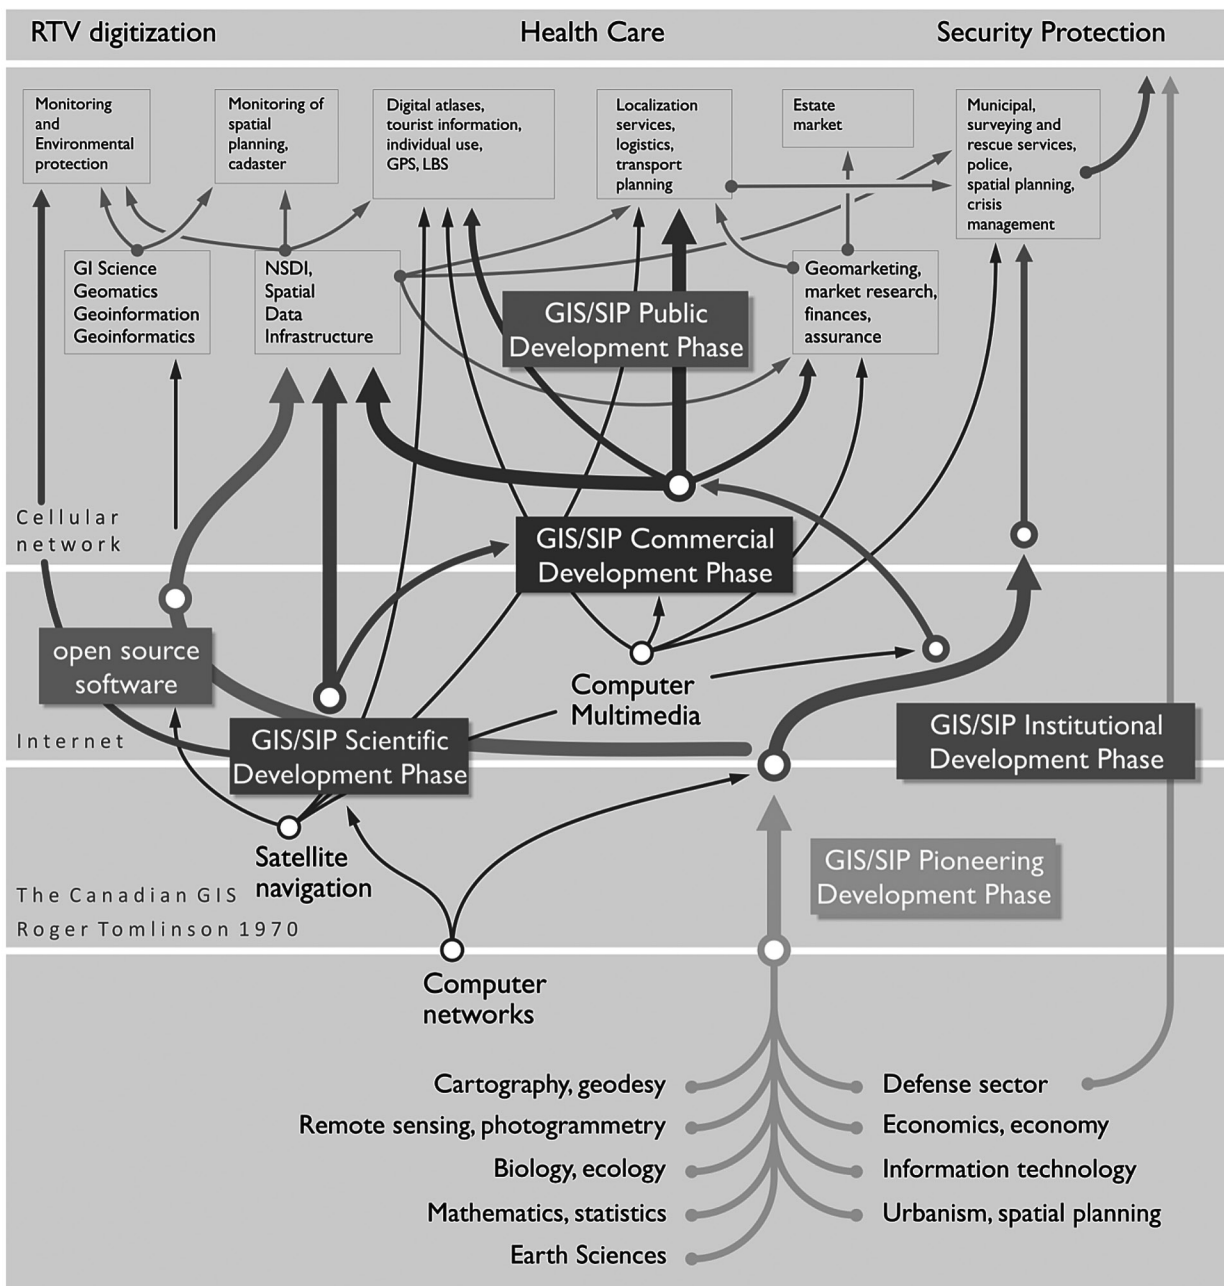 RTV digitization
Health Care
Security Protection
Monitoring
and
Environmental
protection
Monitoring of
spatial
planning,
cadaster
Digital atlases,
tourist information,
individual use,
GPS, LBS
Localization
services,
logistics,
transport
planning
Estate
market
Municipal,
surveying and
rescue services,
police,
spatial planning,
crisis
management
GI Science
Geomatics
Geoinformation
Geoinformatics
NSDI,
Spatial
Data
Infrastructure
GIS/SIP Public
Development Phase
Geomarketing,
market research,
finances,
assurance
Cellular
network
GIS/SIP Commercial
Development Phase
open source
software
Computer
Multimedia
Internet
GIS/SIP Scientific
Development Phase
GIS/SIP Institutional
Development Phase
Satellite
navigation
GIS/SIP Pioneering
Development Phase
The Canadian GIS
Roger Tomlinson 1970
Computer
networks
Cartography, geodesy
Defense sector
Remote sensing, photogrammetry
Economics, economy
Biology, ecology
Information technology
Mathematics, statistics
Urbanism, spatial planning
Earth Sciences